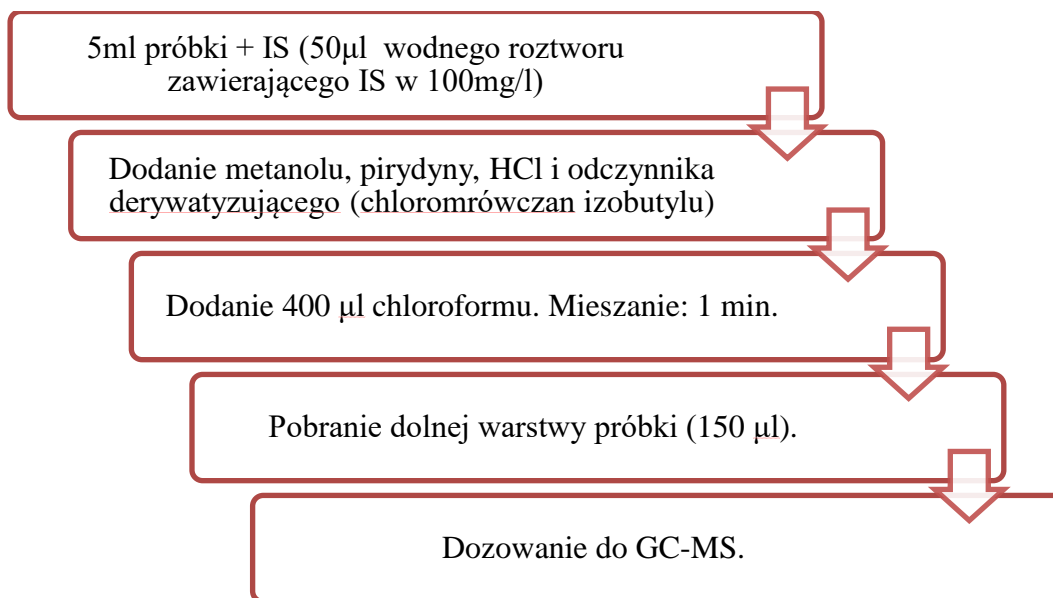 5ml próbki + IS (50μl wodnego roztworu
zawierającego IS w 100mg/l)
Dodanie metanolu, pirydyny, HCl i odczynnika
derywatyzującego (chloromrówczan izobutylu)
Dodanie 400 μl chloroformu. Mieszanie: 1 min.
Pobranie dolnej warstwy próbki (150 μl).
Dozowanie do GC-MS.